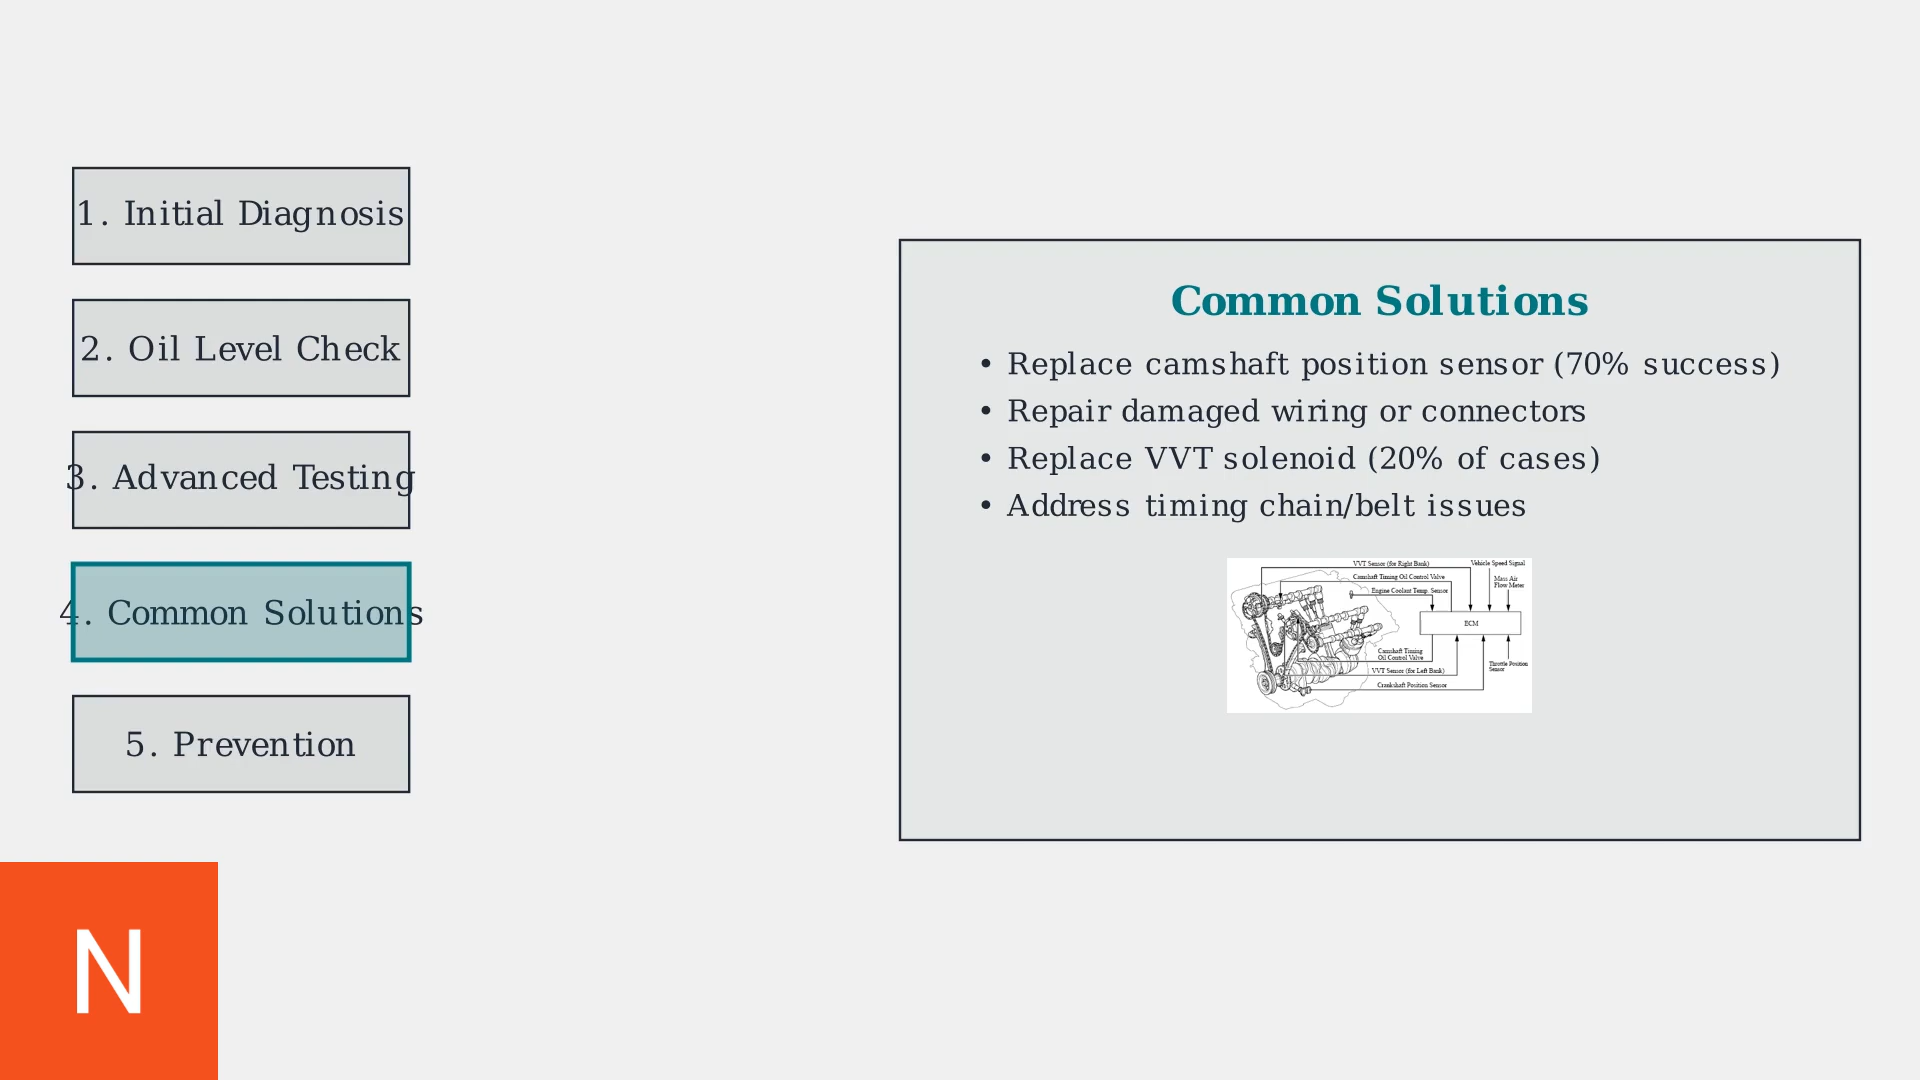 1. Initial Diagnosis
2. Oil Level Check
3. Advanced Testing
4. Common Solutions
5. Prevention
Common Solutions
• Replace camshaft position sensor (70% success)
• Repair damaged wiring or connectors
• Replace VVT solenoid (20% of cases)
• Address timing chain/belt issues
VVT Sensor (for Right Bank)
Vehicle Speed Signal
Camshaft Timing Oil Control Valve
Mass Air
Flow Meter
Engine Coolant Temp. Sensor
ECM
Camshaft Timing
Oil Control Valve
Throttle Position
Sensor
VVT Sensor (for Left Bank)
Crankshaft Position Sensor
N